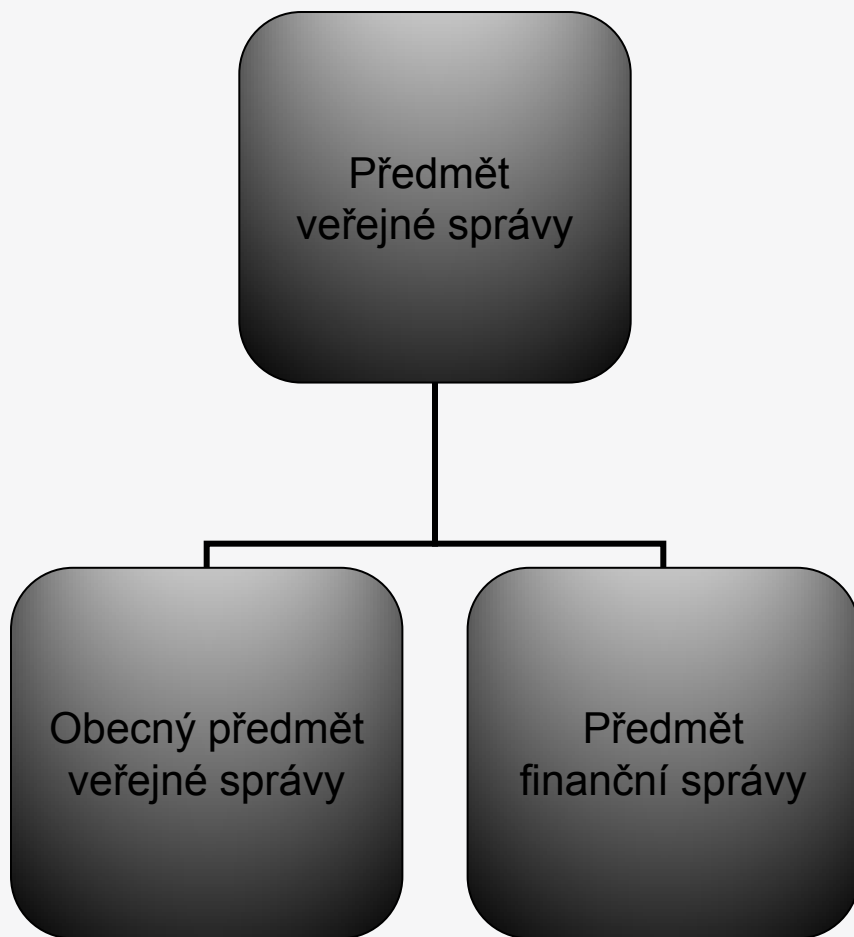 Předmět
veřejné správy
Obecný předmět
veřejné správy
Předmět
finanční správy